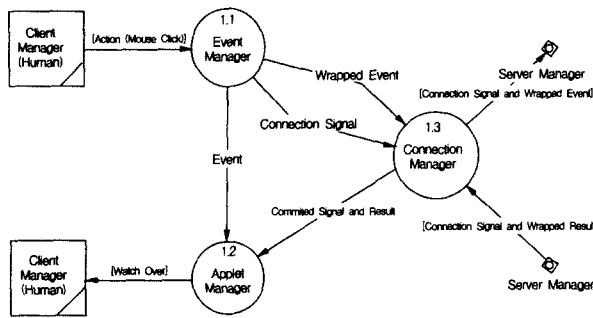 Client
Manager
(Human)
[Action (Mouse Click)]
1.1
Event
Manager
Wrapped Event
Connection Signal
Event
Server Manager
[Connection Signal and Wrapped Event]
1.3
Connection
Manager
Commited Signal and Result
[Connection Signal and Wrapped Resul
Server Manager
Client
Manager
(Human)
[Watch Over]
1.2
Applet
Manager